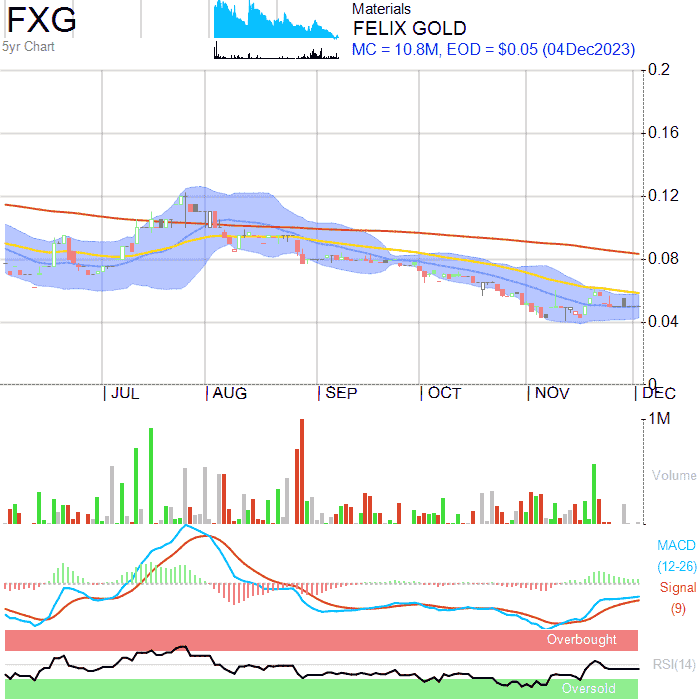 FXG
5yr Chart
Materials
FELIX GOLD
MC = 10.8M, EOD = $0.05 (04Dec2023)
0.2
0.16
0.12
0.08
0.04
0
JUL AUG SEP OCT NOV DEC
1M
Volume
MACD
(12-26)
Signal
(9)
Overbought
RSI(14)
Oversold